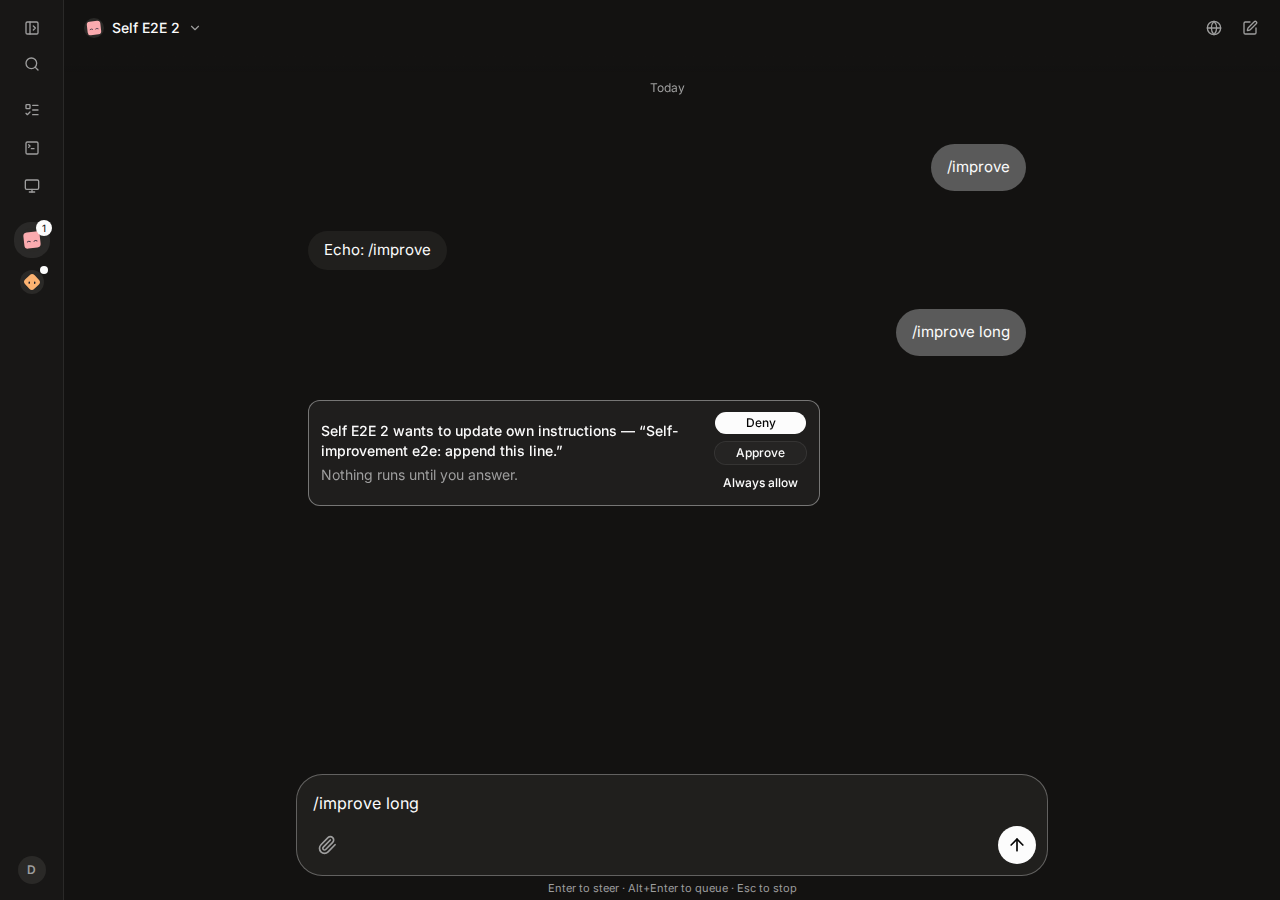 Self E2E 2
Today
/improve
1
Echo: /improve
/improve long
Self E2E 2 wants to update own instructions — “Self-
improvement e2e: append this line.”
Nothing runs until you answer.
Deny
Approve
Always allow
/improve long
D
Enter to steer · Alt+Enter to queue · Esc to stop